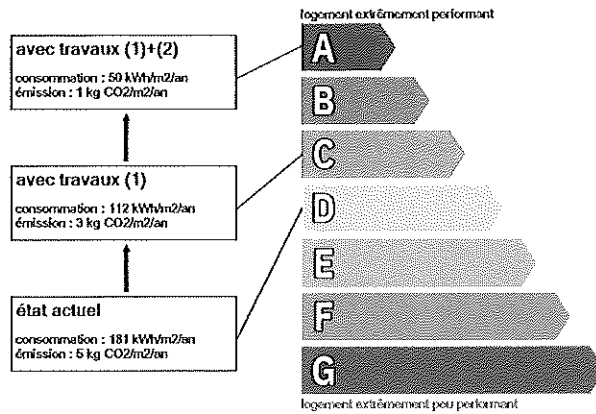 logement extrêmement performant
avec travaux (1)+(2)
consommation : 50 kWh/m2/an
émission : 1 kg CO2/m2/an
avec travaux (1)
consommation : 112 kWh/m2/an
émission : 3 kg CO2/m2/an
état actuel
consommation : 181 kWh/m2/an
émission : 5 kg CO2/m2/an
A
B
C
D
E
F
G
logement extrêmement peu performant